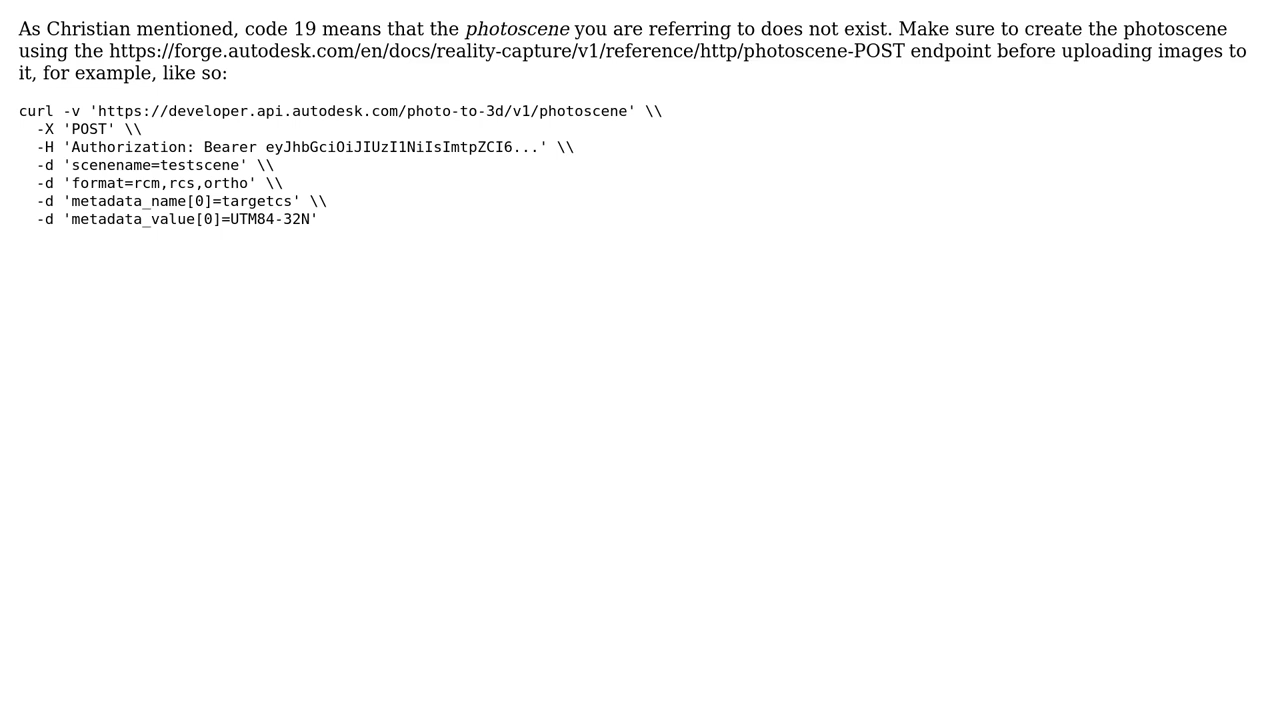 As Christian mentioned, code 19 means that the photoscene you are referring to does not exist. Make sure to create the photoscene
using the https://forge.autodesk.com/en/docs/reality-capture/v1/reference/http/photoscene-POST endpoint before uploading images to
it, for example, like so:
curl -v 'https://developer.api.autodesk.com/photo-to-3d/v1/photoscene' \\
  -X 'POST' \\
  -H 'Authorization: Bearer eyJhbGciOiJIUzI1NiIsImtpZCI6...' \\
  -d 'scenename=testscene' \\
  -d 'format=rcm,rcs,ortho' \\
  -d 'metadata_name[0]=targetcs' \\
  -d 'metadata_value[0]=UTM84-32N'